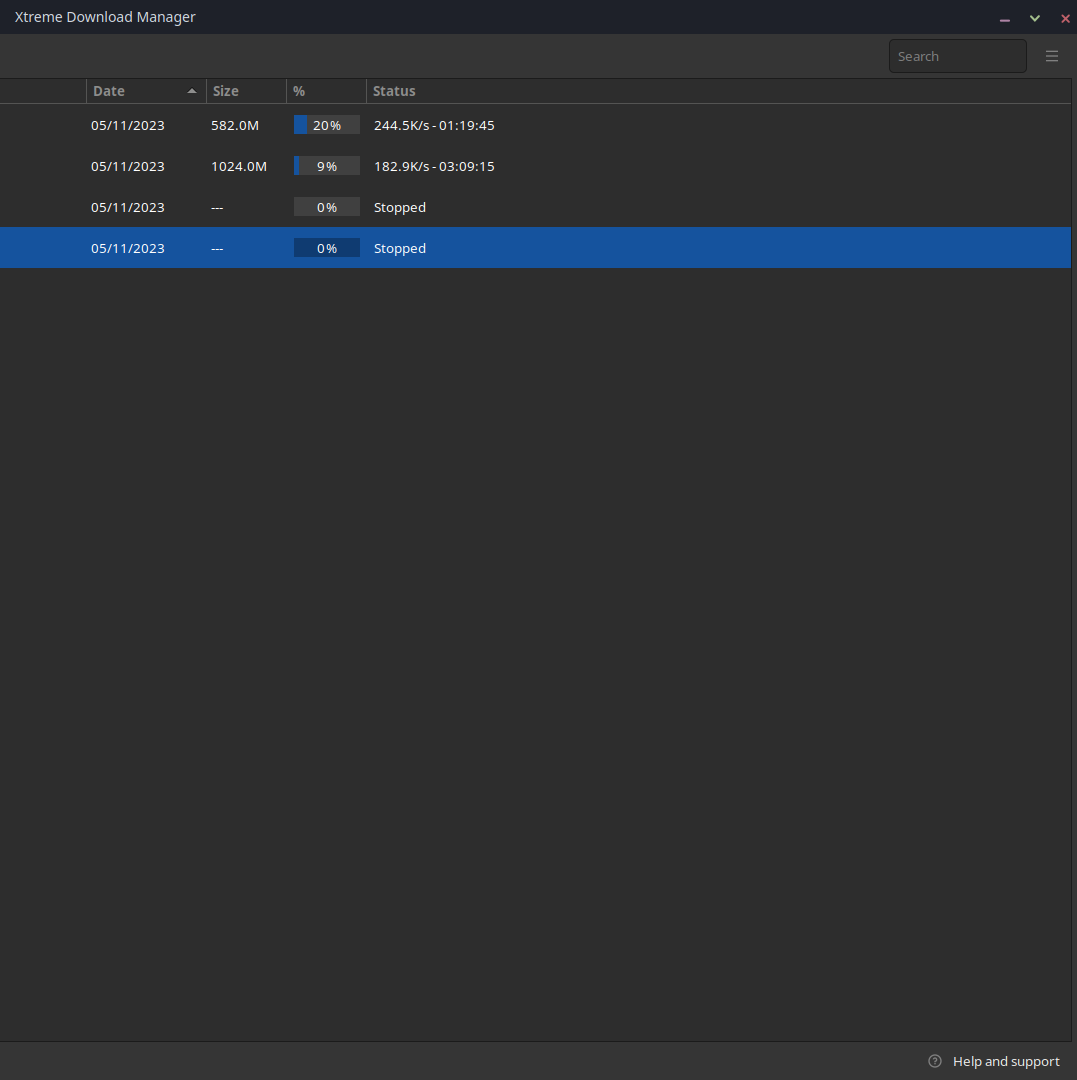 Xtreme Download Manager
Search
Date Size % Status
05/11/2023 582.0M 20% 244.5K/s - 01:19:45
05/11/2023 1024.0M 9% 182.9K/s - 03:09:15
05/11/2023 --- 0% Stopped
05/11/2023 --- 0% Stopped
Help and support